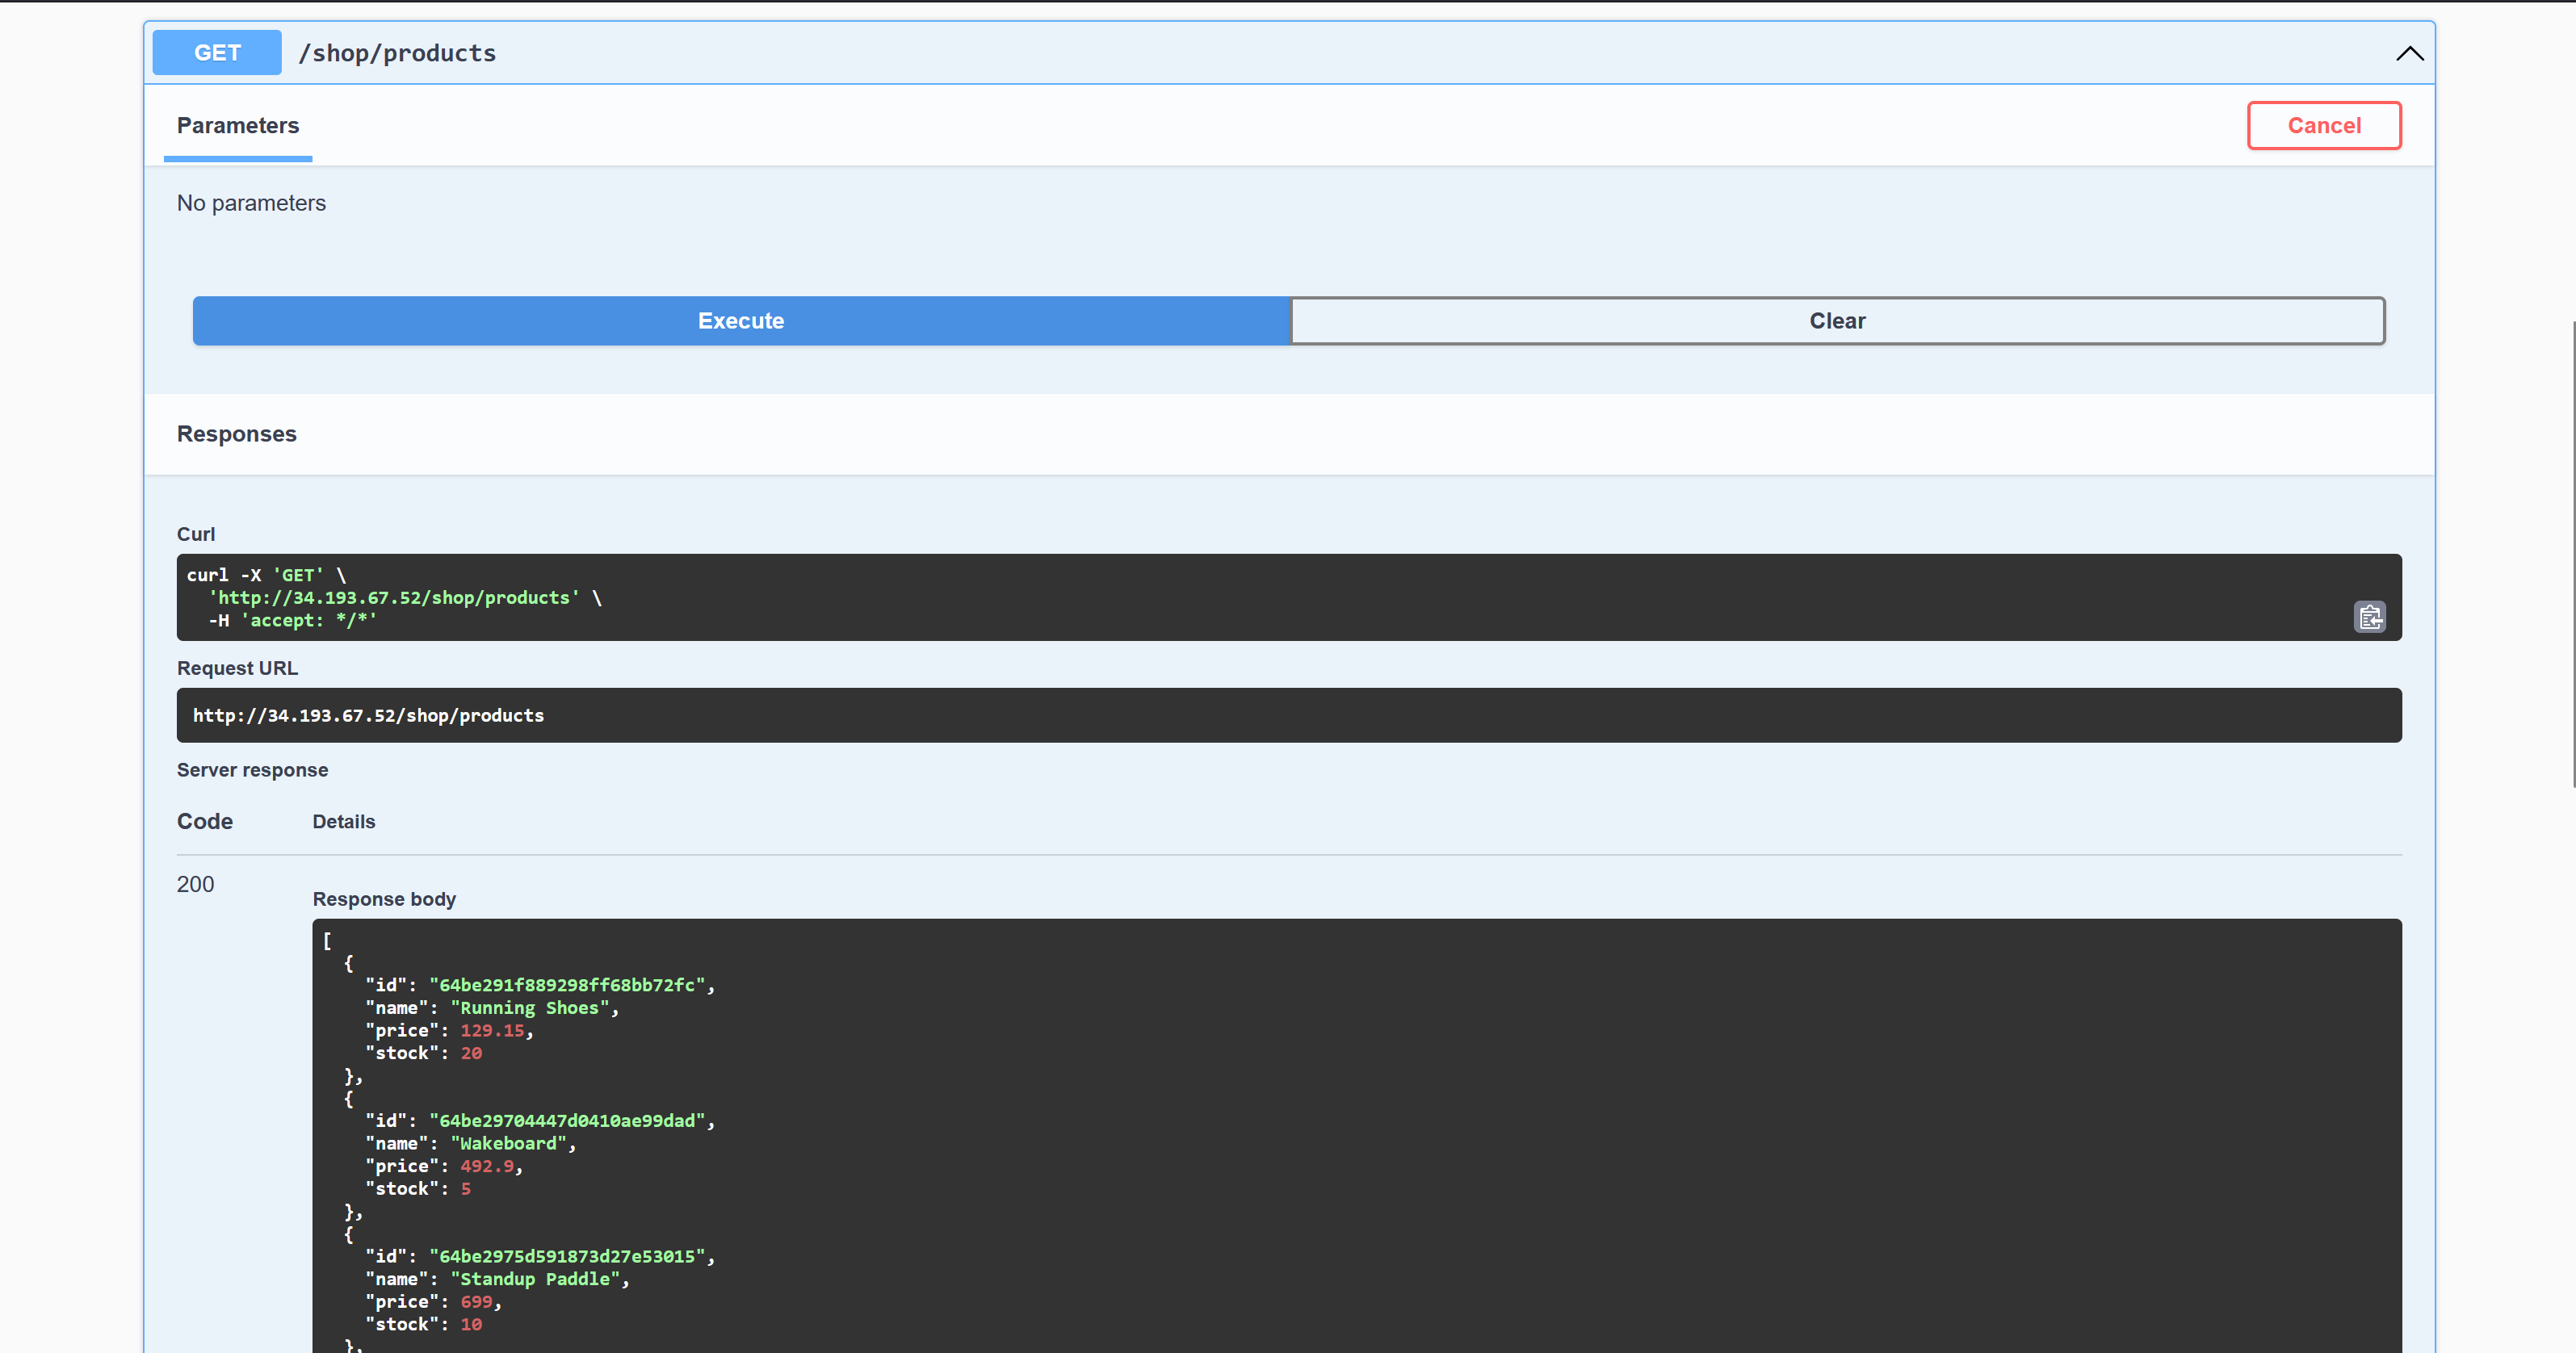 GET /shop/products
Parameters
Cancel
No parameters
Execute
Clear
Responses
Curl
curl -X 'GET' \
  'http://34.193.67.52/shop/products' \
  -H 'accept: */*'
Request URL
http://34.193.67.52/shop/products
Server response
Code Details
200
Response body
[
  {
    "id": "64be291f889298ff68bb72fc",
    "name": "Running Shoes",
    "price": 129.15,
    "stock": 20
  },
  {
    "id": "64be29704447d0410ae99dad",
    "name": "Wakeboard",
    "price": 492.9,
    "stock": 5
  },
  {
    "id": "64be2975d591873d27e53015",
    "name": "Standup Paddle",
    "price": 699,
    "stock": 10
  },